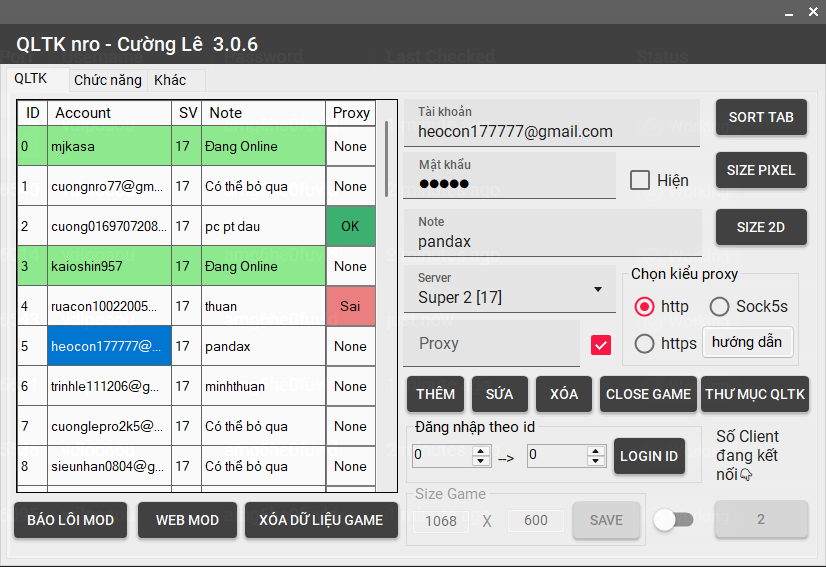 QLTK nro - Cường Lê 3.0.6
QLTK Chức năng Khác
ID Account SV Note Proxy
0 mjkasa 17 Đang Online None
1 cuongnro77@gm... 17 Có thể bỏ qua None
2 cuong0169707208... 17 pc pt dau OK
3 kaioshin957 17 Đang Online None
4 ruacon10022005... 17 thuan Sai
5 heocon177777@... 17 pandax None
6 trinhle111206@g... 17 minhthuan None
7 cuonglepro2k5@... 17 Có thể bỏ qua None
8 sieunhan0804@g... 17 Có thể bỏ qua None
BÁO LỖI MOD WEB MOD XÓA DỮ LIỆU GAME
Tài khoản
heocon177777@gmail.com
Mật khẩu
●●●●●
Hiện
Note
pandax
Server
Super 2 [17]
Proxy
SORT TAB
SIZE PIXEL
SIZE 2D
Chọn kiểu proxy
http Sock5s
https hướng dẫn
THÊM SỬA XÓA CLOSE GAME THƯ MỤC QLTK
Đăng nhập theo id
0 --> 0 LOGIN ID
Số Client
đang kết
nối👇
Size Game
1068 X 600 SAVE
2